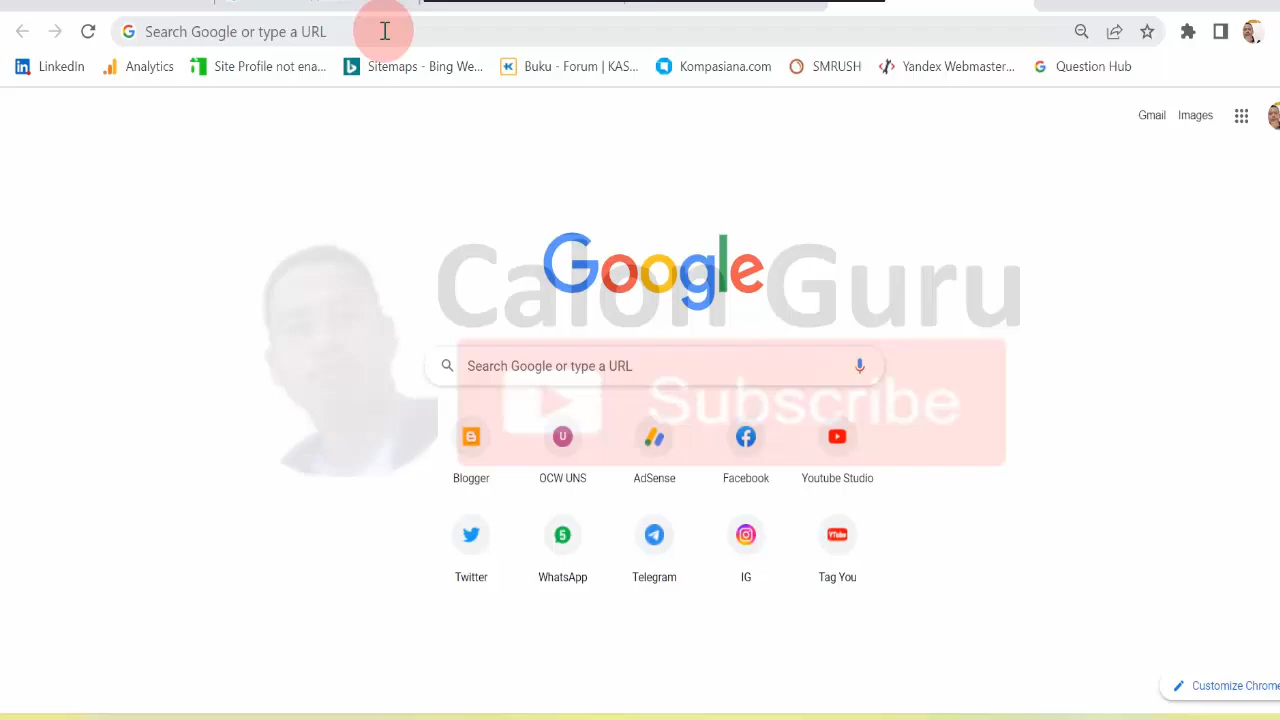 Search Google or type a URL
LinkedIn Analytics Site Profile not ena... Sitemaps - Bing We... Buku - Forum | KAS... Kompasiana.com SMRUSH Yandex Webmaster... Question Hub
Gmail Images
Google
Calon Guru
Search Google or type a URL
Subscribe
Blogger OCW UNS AdSense Facebook Youtube Studio
Twitter WhatsApp Telegram IG Tag You
Customize Chrome